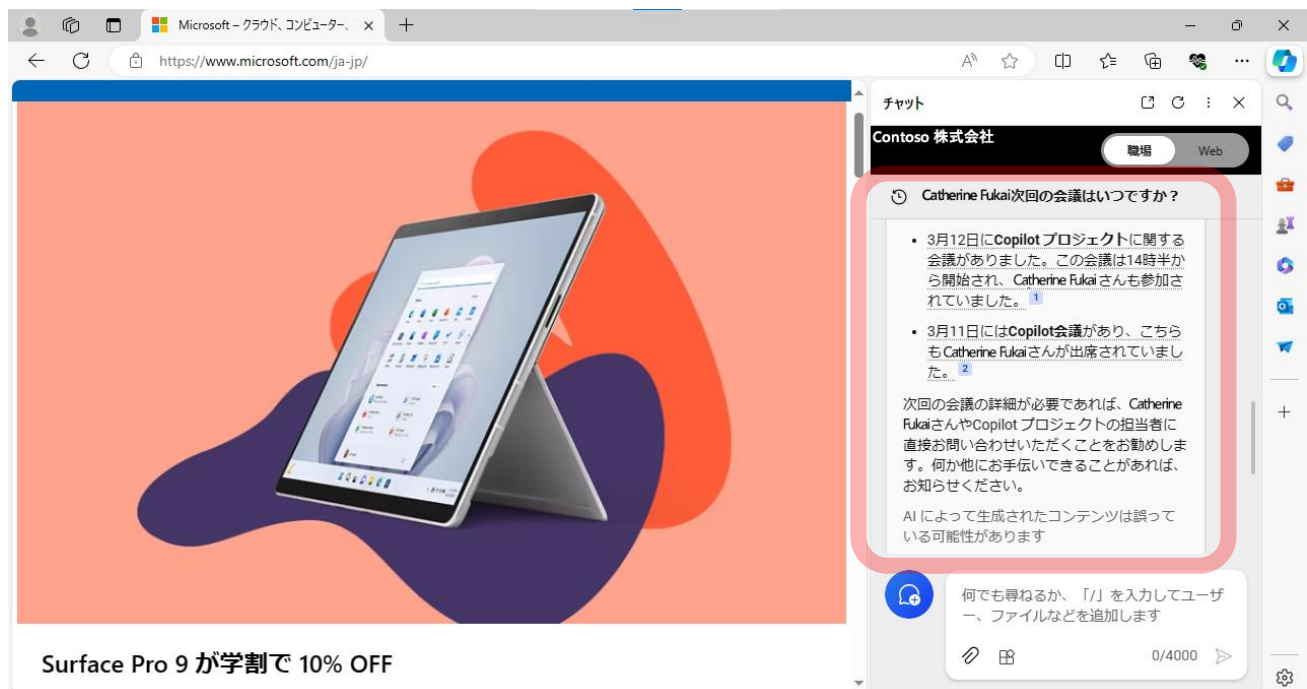 Microsoft – クラウド、コンピューター、
https://www.microsoft.com/ja-jp/
Surface Pro 9 が学割で 10% OFF
チャット
Contoso 株式会社
職場
Web
Catherine Fukai次回の会議はいつですか？
• 3月12日にCopilot プロジェクトに関する
会議がありました。この会議は14時半か
ら開始され、Catherine Fukai さんも参加さ
れていました。 1
• 3月11日にはCopilot会議があり、こちら
も Catherine Fukaiさんが出席されていまし
た。 2
次回の会議の詳細が必要であれば、Catherine
FukaiさんやCopilot プロジェクトの担当者に
直接お問い合わせいただくことをお勧めしま
す。何か他にお手伝いできることがあれば、
お知らせください。
AI によって生成されたコンテンツは誤って
いる可能性があります
何でも尋ねるか、「/」を入力してユーザ
ー、ファイルなどを追加します
0/4000